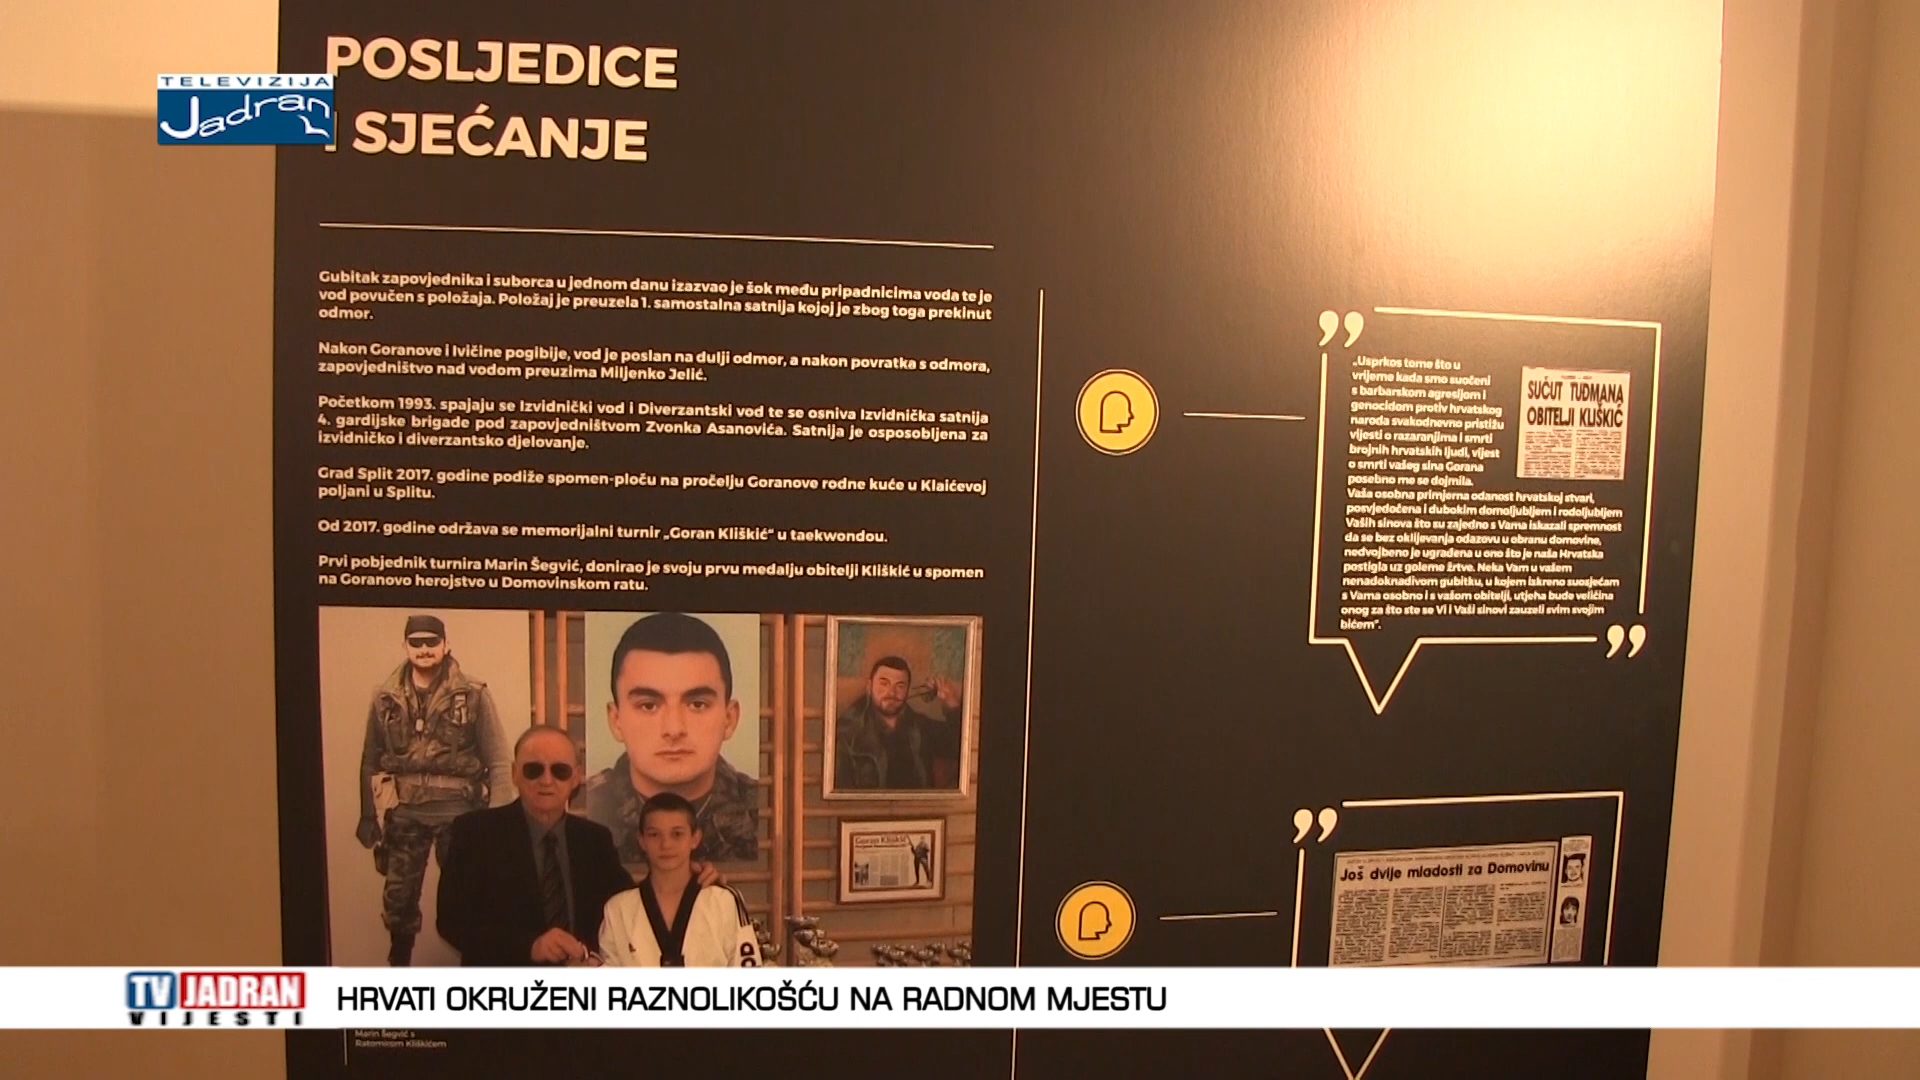 POSLJEDICE
I SJEĆANJE
TELEVIZIJA
Jadran
Gubitak zapovjednika i suborca u jednom danu izazvao je šok među pripadnicima voda te je
vod povučen s položaja. Položaj je preuzela 1. samostalna satnija kojoj je zbog toga prekinut
odmor.
Nakon Goranove i Ivičine pogibije, vod je poslan na dulji odmor, a nakon povratka s odmora,
zapovjedništvo nad vodom preuzima Miljenko Jelić.
Početkom 1993. spajaju se Izvidnički vod i Diverzantski vod te se osniva Izvidnička satnija
4. gardijske brigade pod zapovjedništvom Zvonka Asanovića. Satnija je osposobljena za
izvidničko i diverzantsko djelovanje.
Grad Split 2017. godine podiže spomen-ploču na pročelju Goranove rodne kuće u Klaićevoj
poljani u Splitu.
Od 2017. godine održava se memorijalni turnir „Goran Kliškić“ u taekwondou.
Prvi pobjednik turnira Marin Šegvić, donirao je svoju prvu medalju obitelji Kliškić u spomen
na Goranovo herojstvo u Domovinskom ratu.
Goran Kliškić
Marin Šegvić s
Ratomirom Kliškićem
„Usprkos tome što u
vrijeme kada smo suočeni
s barbarskom agresijom i
genocidom protiv hrvatskog
naroda svakodnevno pristižu
vijesti o razaranjima i smrti
brojnih hrvatskih ljudi, vijest
o smrti vašeg sina Gorana
posebno me se dojmila.
Vaša osobna primjerna odanost hrvatskoj stvari,
posvjedočena i dubokim domoljubljem i rodoljubljem
Vaših sinova što su zajedno s Vama iskazali spremnost
da se bez oklijevanja odazovu u obranu domovine,
nedvojbeno je ugrađena u ono što je naša Hrvatska
postigla uz goleme žrtve. Neka Vam u vašem
nenadoknadivom gubitku, u kojem iskreno suosjećam
s Vama osobno i s vašom obitelji, utjeha bude veličina
onog za što ste se Vi i Vaši sinovi zauzeli svim svojim
bićem“.
SUĆUT TUĐMANA
OBITELJI KLIŠKIĆ
Još dvije mladosti za Domovinu
TV JADRAN
VIJESTI
HRVATI OKRUŽENI RAZNOLIKOŠĆU NA RADNOM MJESTU